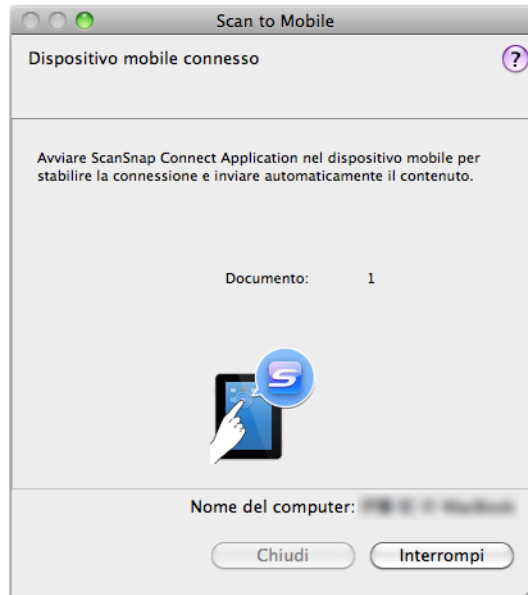 Scan to Mobile
Dispositivo mobile connesso
?
Avviare ScanSnap Connect Application nel dispositivo mobile per
stabilire la connessione e inviare automaticamente il contenuto.
Documento: 1
S
Nome del computer:
Chiudi Interrompi